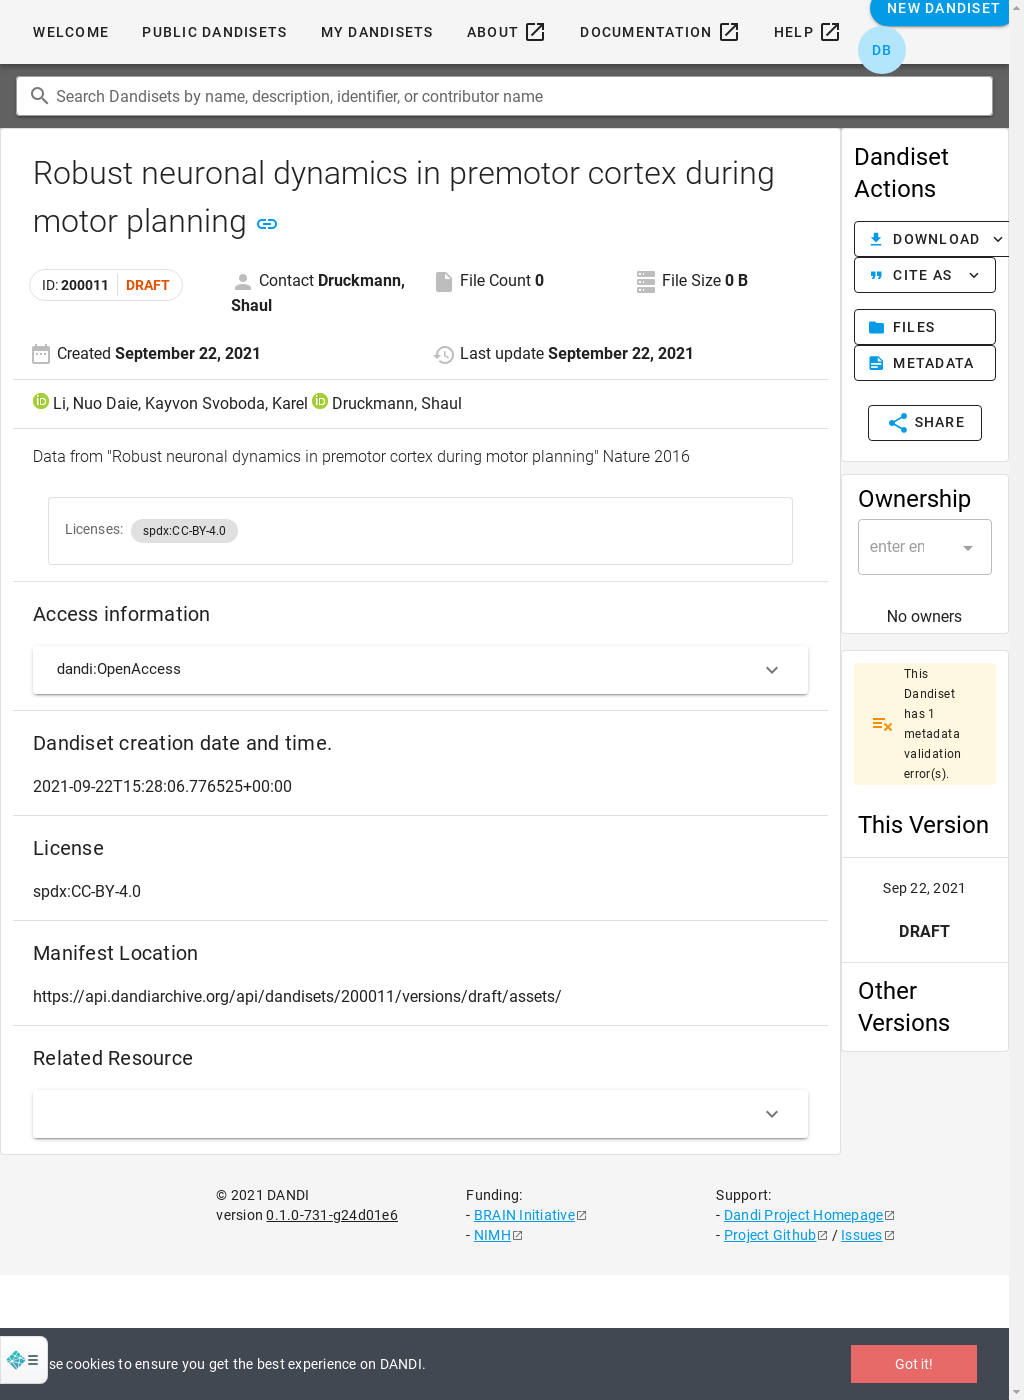 WELCOME PUBLIC DANDISETS MY DANDISETS ABOUT DOCUMENTATION HELP NEW DANDISET
DB
Search Dandisets by name, description, identifier, or contributor name
Robust neuronal dynamics in premotor cortex during
motor planning
ID: 200011 DRAFT
Contact Druckmann,
Shaul
File Count 0
File Size 0 B
Created September 22, 2021
Last update September 22, 2021
Li, Nuo Daie, Kayvon Svoboda, Karel Druckmann, Shaul
Data from "Robust neuronal dynamics in premotor cortex during motor planning" Nature 2016
Licenses: spdx:CC-BY-4.0
Access information
dandi:OpenAccess
Dandiset creation date and time.
2021-09-22T15:28:06.776525+00:00
License
spdx:CC-BY-4.0
Manifest Location
https://api.dandiarchive.org/api/dandisets/200011/versions/draft/assets/
Related Resource
Dandiset
Actions
DOWNLOAD
CITE AS
FILES
METADATA
SHARE
Ownership
enter en
No owners
This
Dandiset
has 1
metadata
validation
error(s).
This Version
Sep 22, 2021
DRAFT
Other
Versions
© 2021 DANDI
version 0.1.0-731-g24d01e6
Funding:
- BRAIN Initiative
- NIMH
Support:
- Dandi Project Homepage
- Project Github / Issues
se cookies to ensure you get the best experience on DANDI.
Got it!